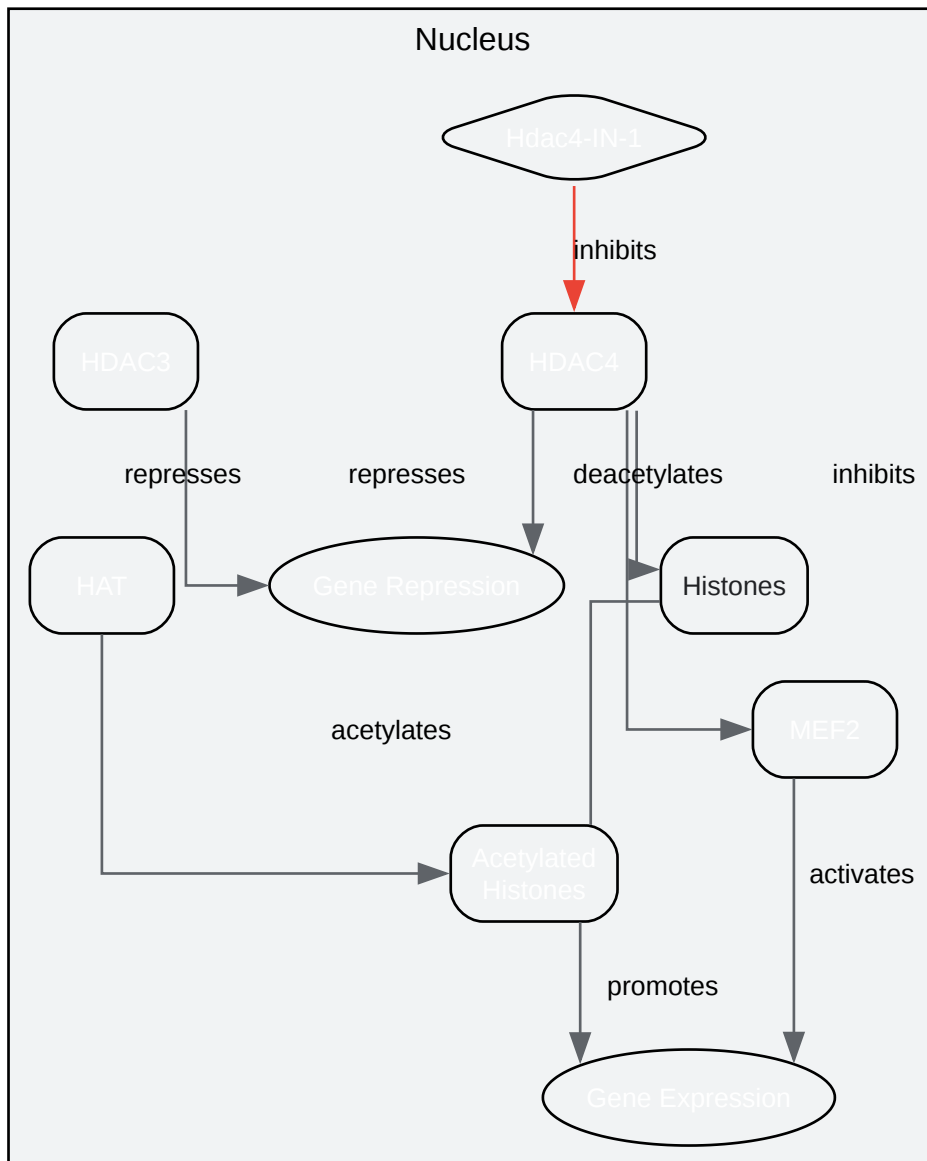 Nucleus
Hdac4-IN-1
inhibits
HDAC3
HDAC4
represses
represses
deacetylates
inhibits
HAT
Gene Repression
Histones
acetylates
MEF2
Acetylated
Histones
activates
promotes
Gene Expression